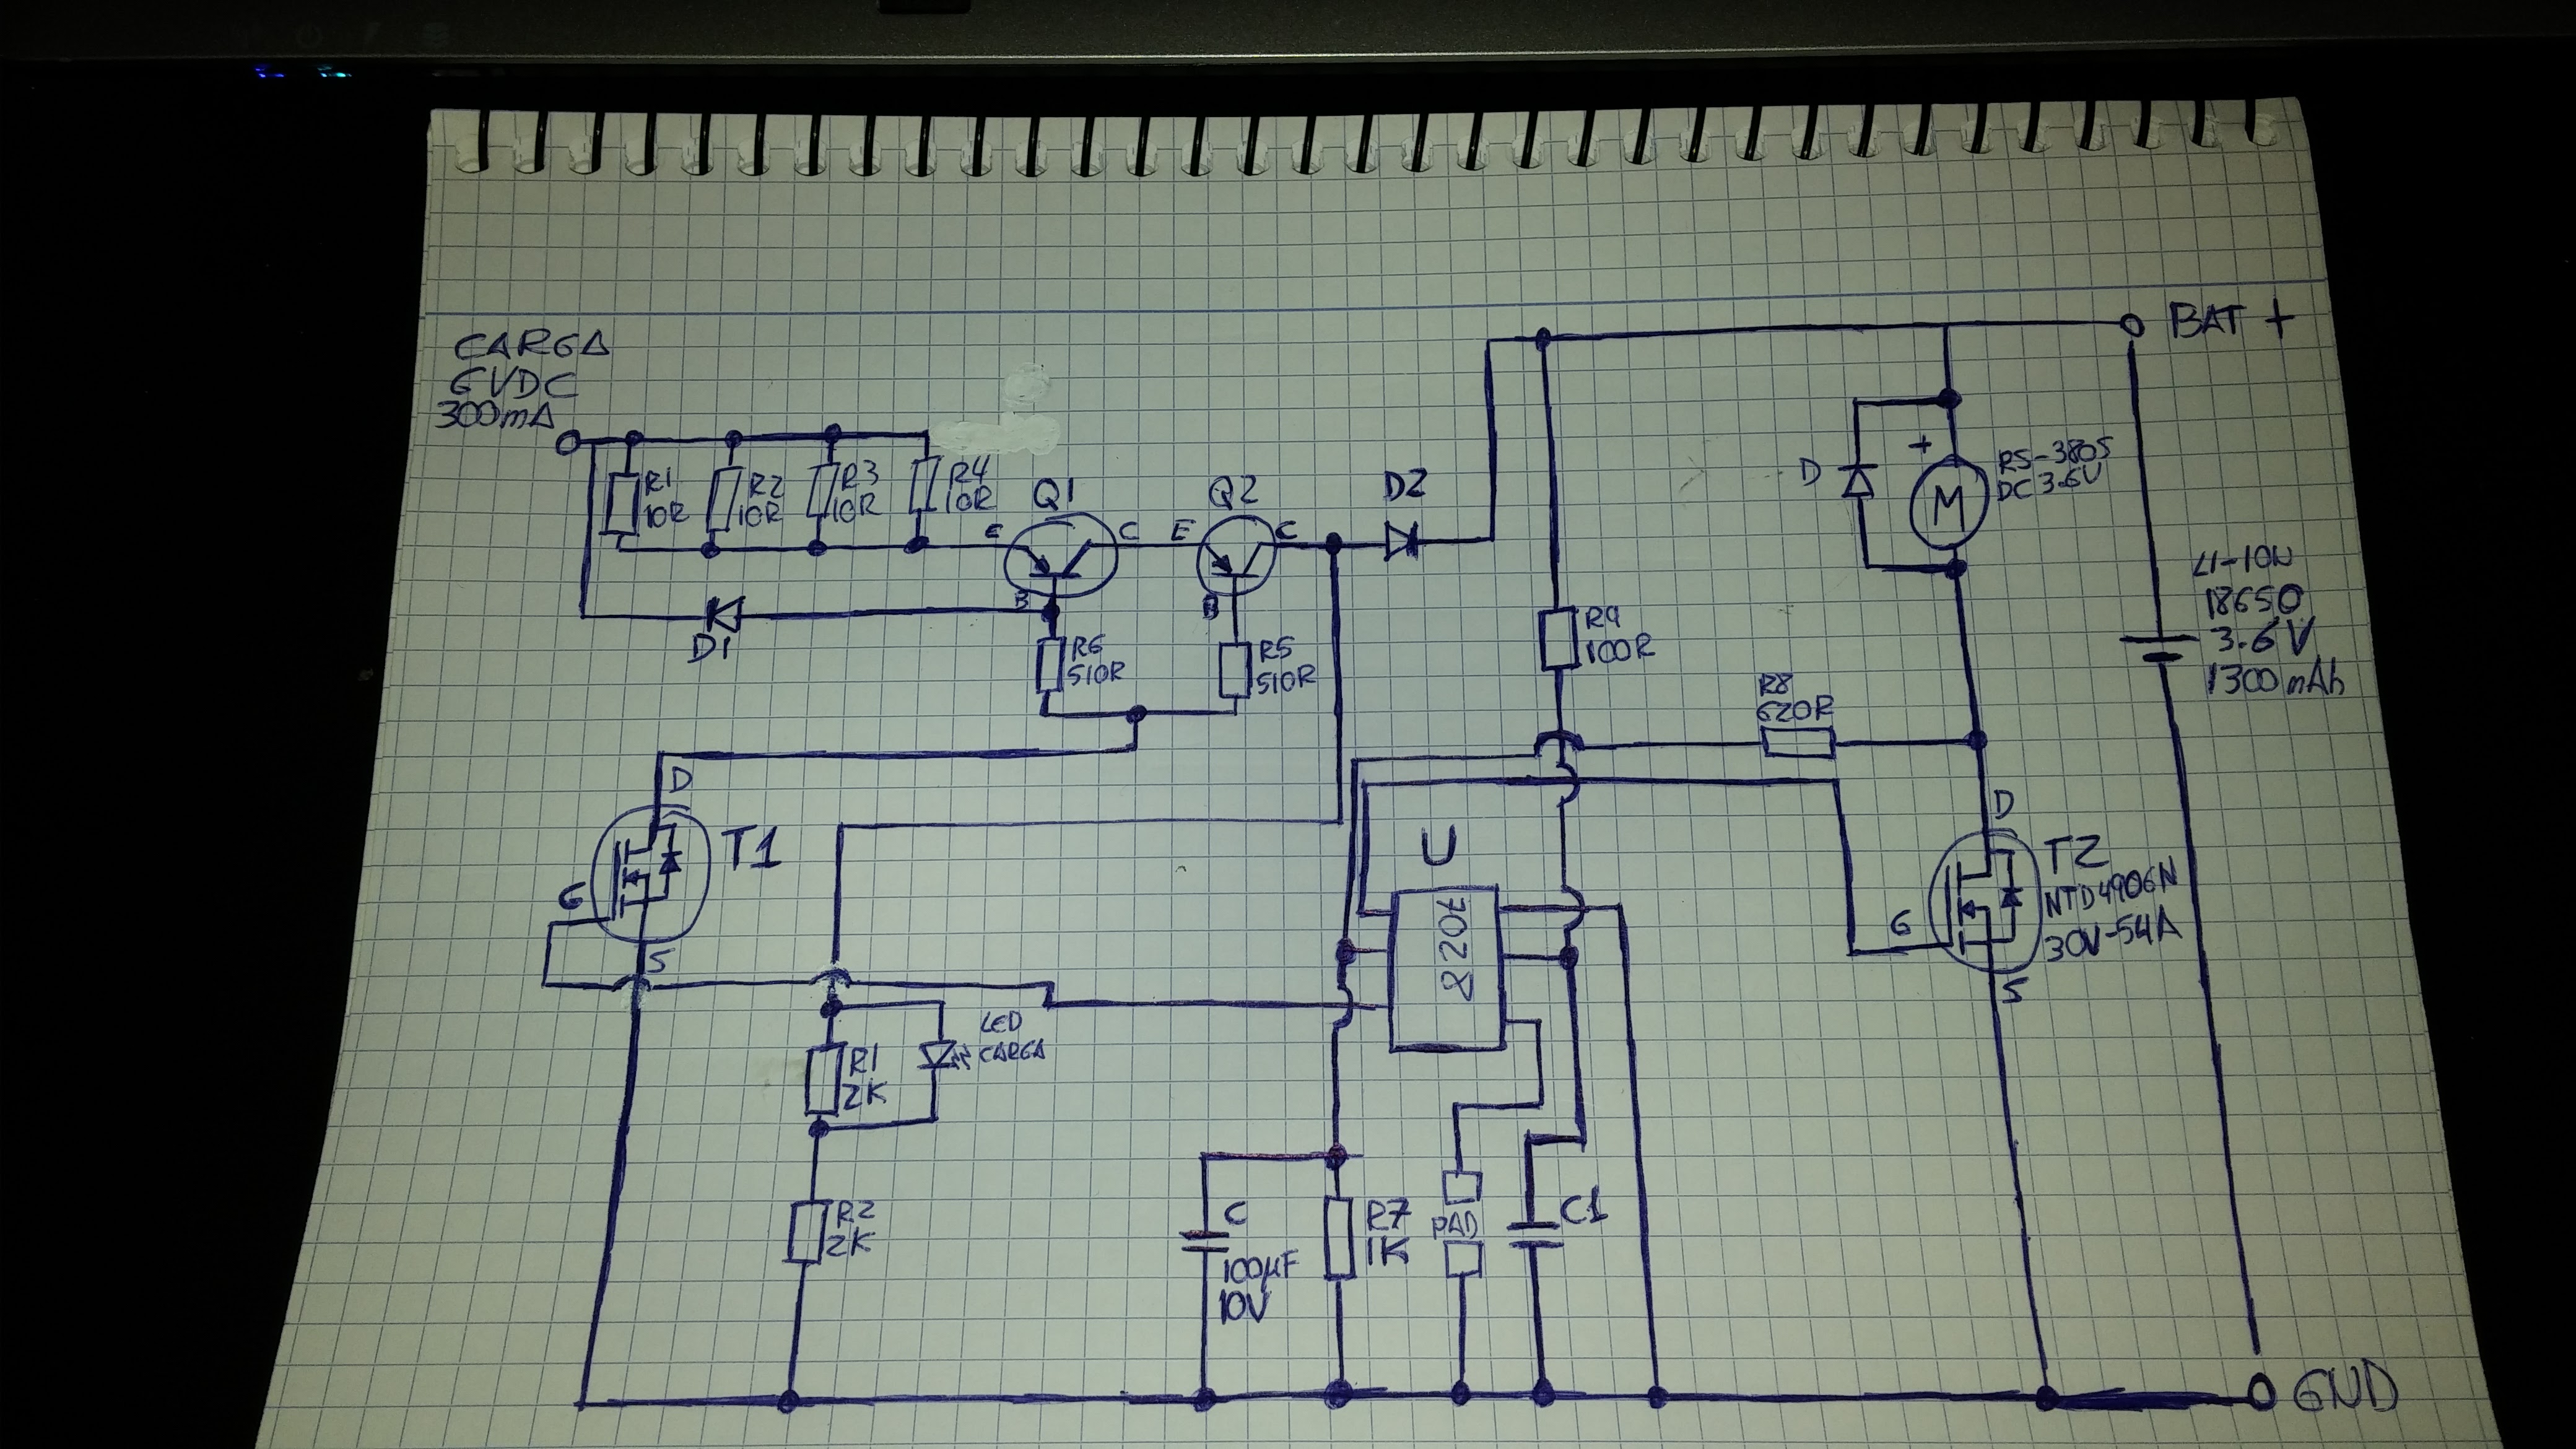 CARGA
6VDC
300mA
BAT +
R1
10R
R2
10R
R3
10R
R4
10R
Q1
Q2
D2
E
C
E
C
B
B
D1
R6
510R
R5
510R
R9
100R
D
+
M
RS-380S
DC 3.6V
LI-ION
18650
3.6V
1300mAh
R8
620R
D
G
S
T1
U
D
G
S
T2
NTD4906N
30V-54A
LED
CARGA
R1
2K
R2
2K
C
100µF
10V
R7
1K
PAD
C1
GND